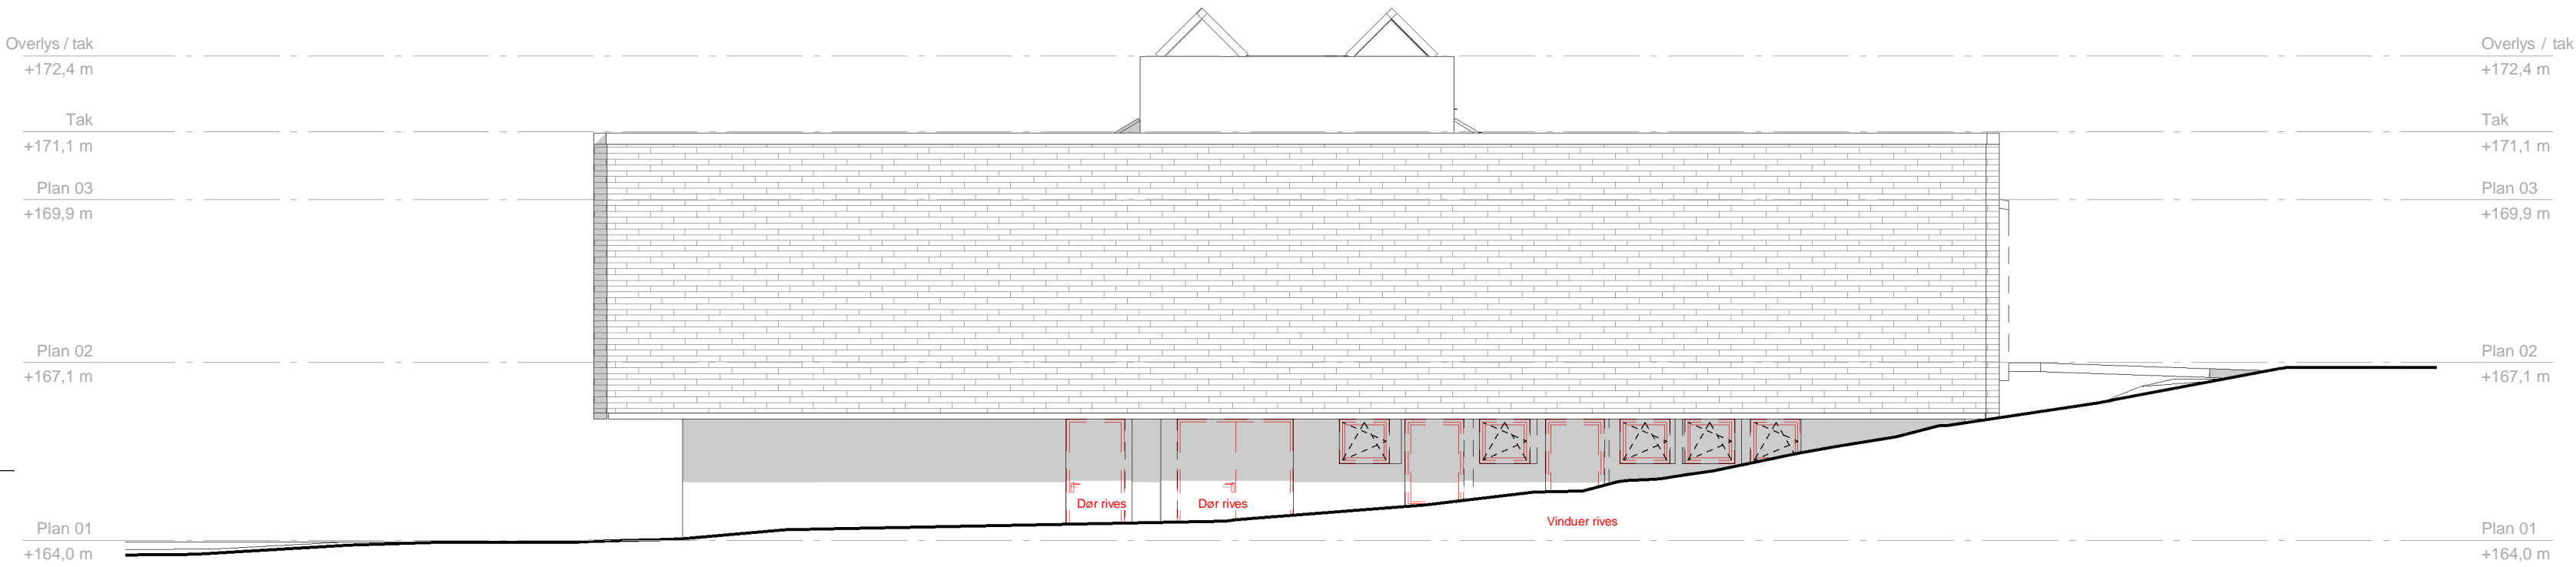 Overlys / tak
+172,4 m
Tak
+171,1 m
Plan 03
+169,9 m
Plan 02
+167,1 m
Plan 01
+164,0 m
Dør rives
Dør rives
Vinduer rives
Overlys / tak
+172,4 m
Tak
+171,1 m
Plan 03
+169,9 m
Plan 02
+167,1 m
Plan 01
+164,0 m